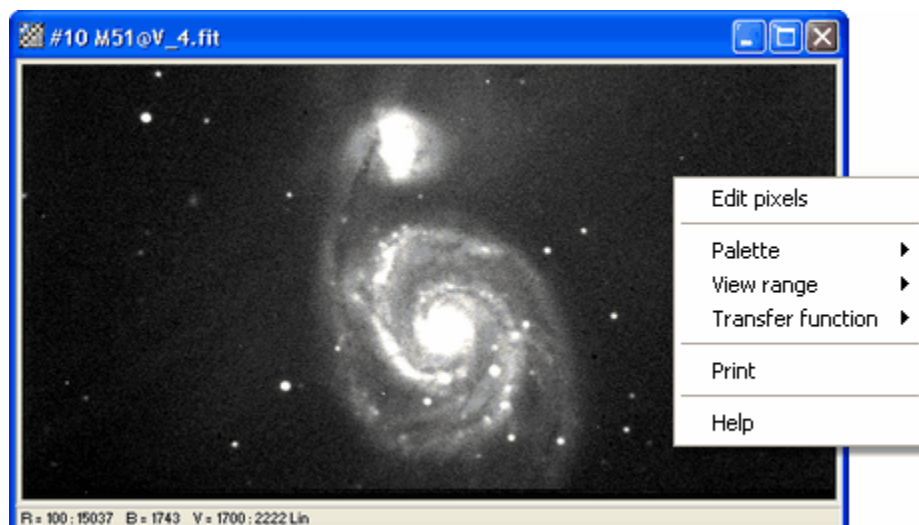 #10 M51@V_4.fit
Edit pixels
Palette
View range
Transfer function
Print
Help
R = 100 : 15037 B = 1743 V = 1700 : 2222 Lin